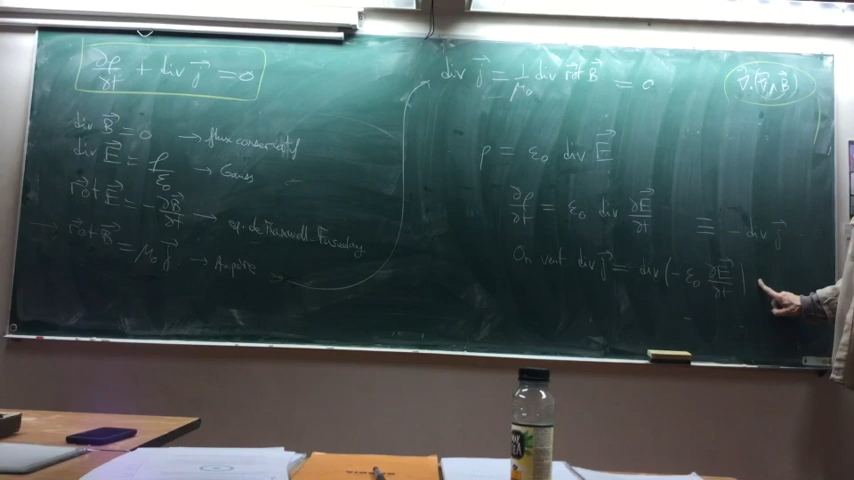 ∂ρ/∂t + div j⃗ = 0
div B⃗ = 0 → flux conservatif
div E⃗ = ρ/ε₀ → Gauss
rot⃗ E⃗ = -∂B⃗/∂t → eq. de Maxwell-Faraday
→ rot⃗ B⃗ = μ₀ j⃗ → Ampère
div j⃗ = 1/μ₀ div rot⃗ B⃗ = 0
∇⃗.(∇⃗∧B⃗)
ρ = ε₀ div E⃗
∂ρ/∂t = ε₀ div ∂E⃗/∂t ≡ - div j⃗
On veut div j⃗ = div(-ε₀ ∂E⃗/∂t)